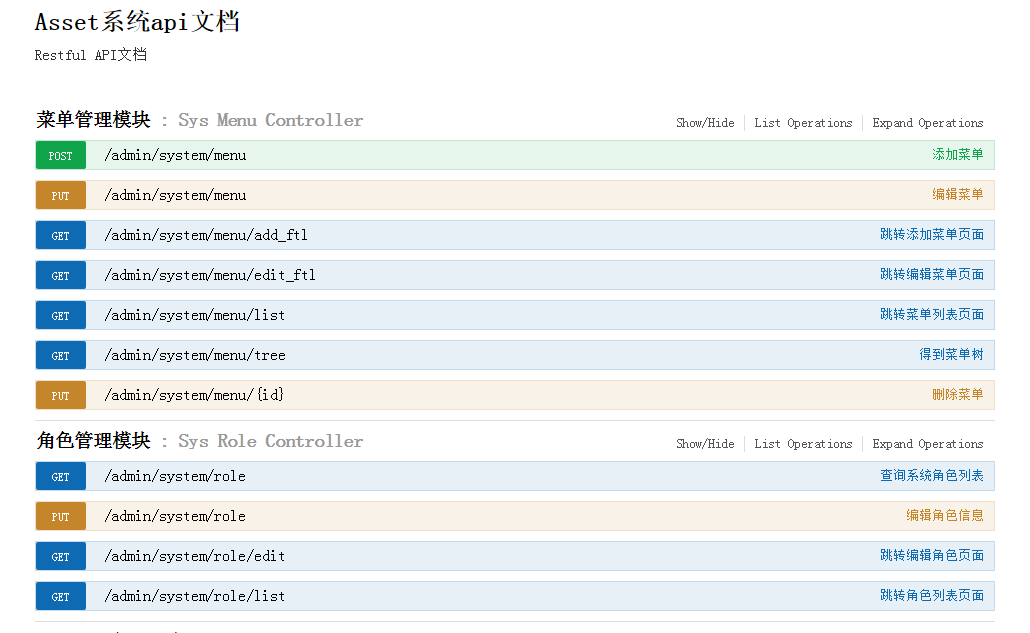 Asset系统api文档
Restful API文档
菜单管理模块 : Sys Menu Controller Show/Hide List Operations Expand Operations
POST /admin/system/menu 添加菜单
PUT /admin/system/menu 编辑菜单
GET /admin/system/menu/add_ftl 跳转添加菜单页面
GET /admin/system/menu/edit_ftl 跳转编辑菜单页面
GET /admin/system/menu/list 跳转菜单列表页面
GET /admin/system/menu/tree 得到菜单树
PUT /admin/system/menu/{id} 删除菜单
角色管理模块 : Sys Role Controller Show/Hide List Operations Expand Operations
GET /admin/system/role 查询系统角色列表
PUT /admin/system/role 编辑角色信息
GET /admin/system/role/edit 跳转编辑角色页面
GET /admin/system/role/list 跳转角色列表页面